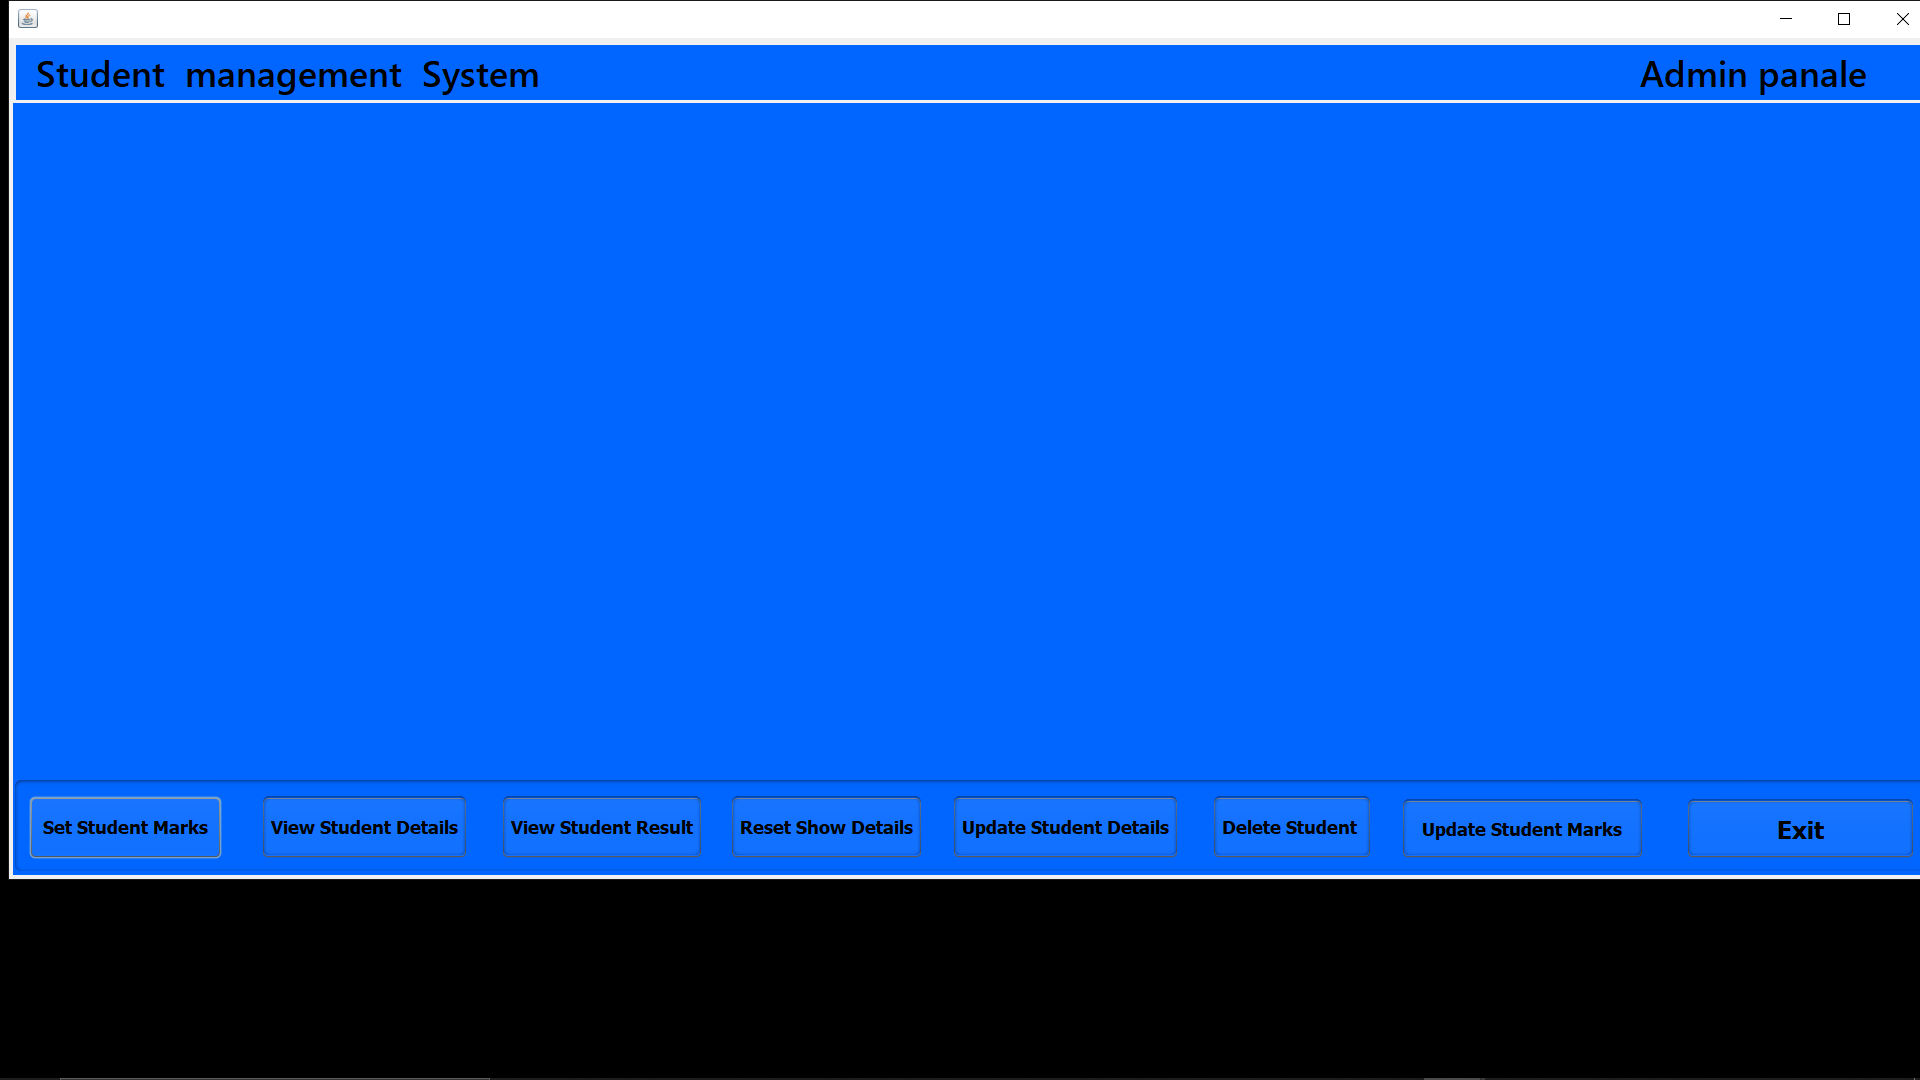 Student management System
Admin panale
Set Student Marks
View Student Details
View Student Result
Reset Show Details
Update Student Details
Delete Student
Update Student Marks
Exit